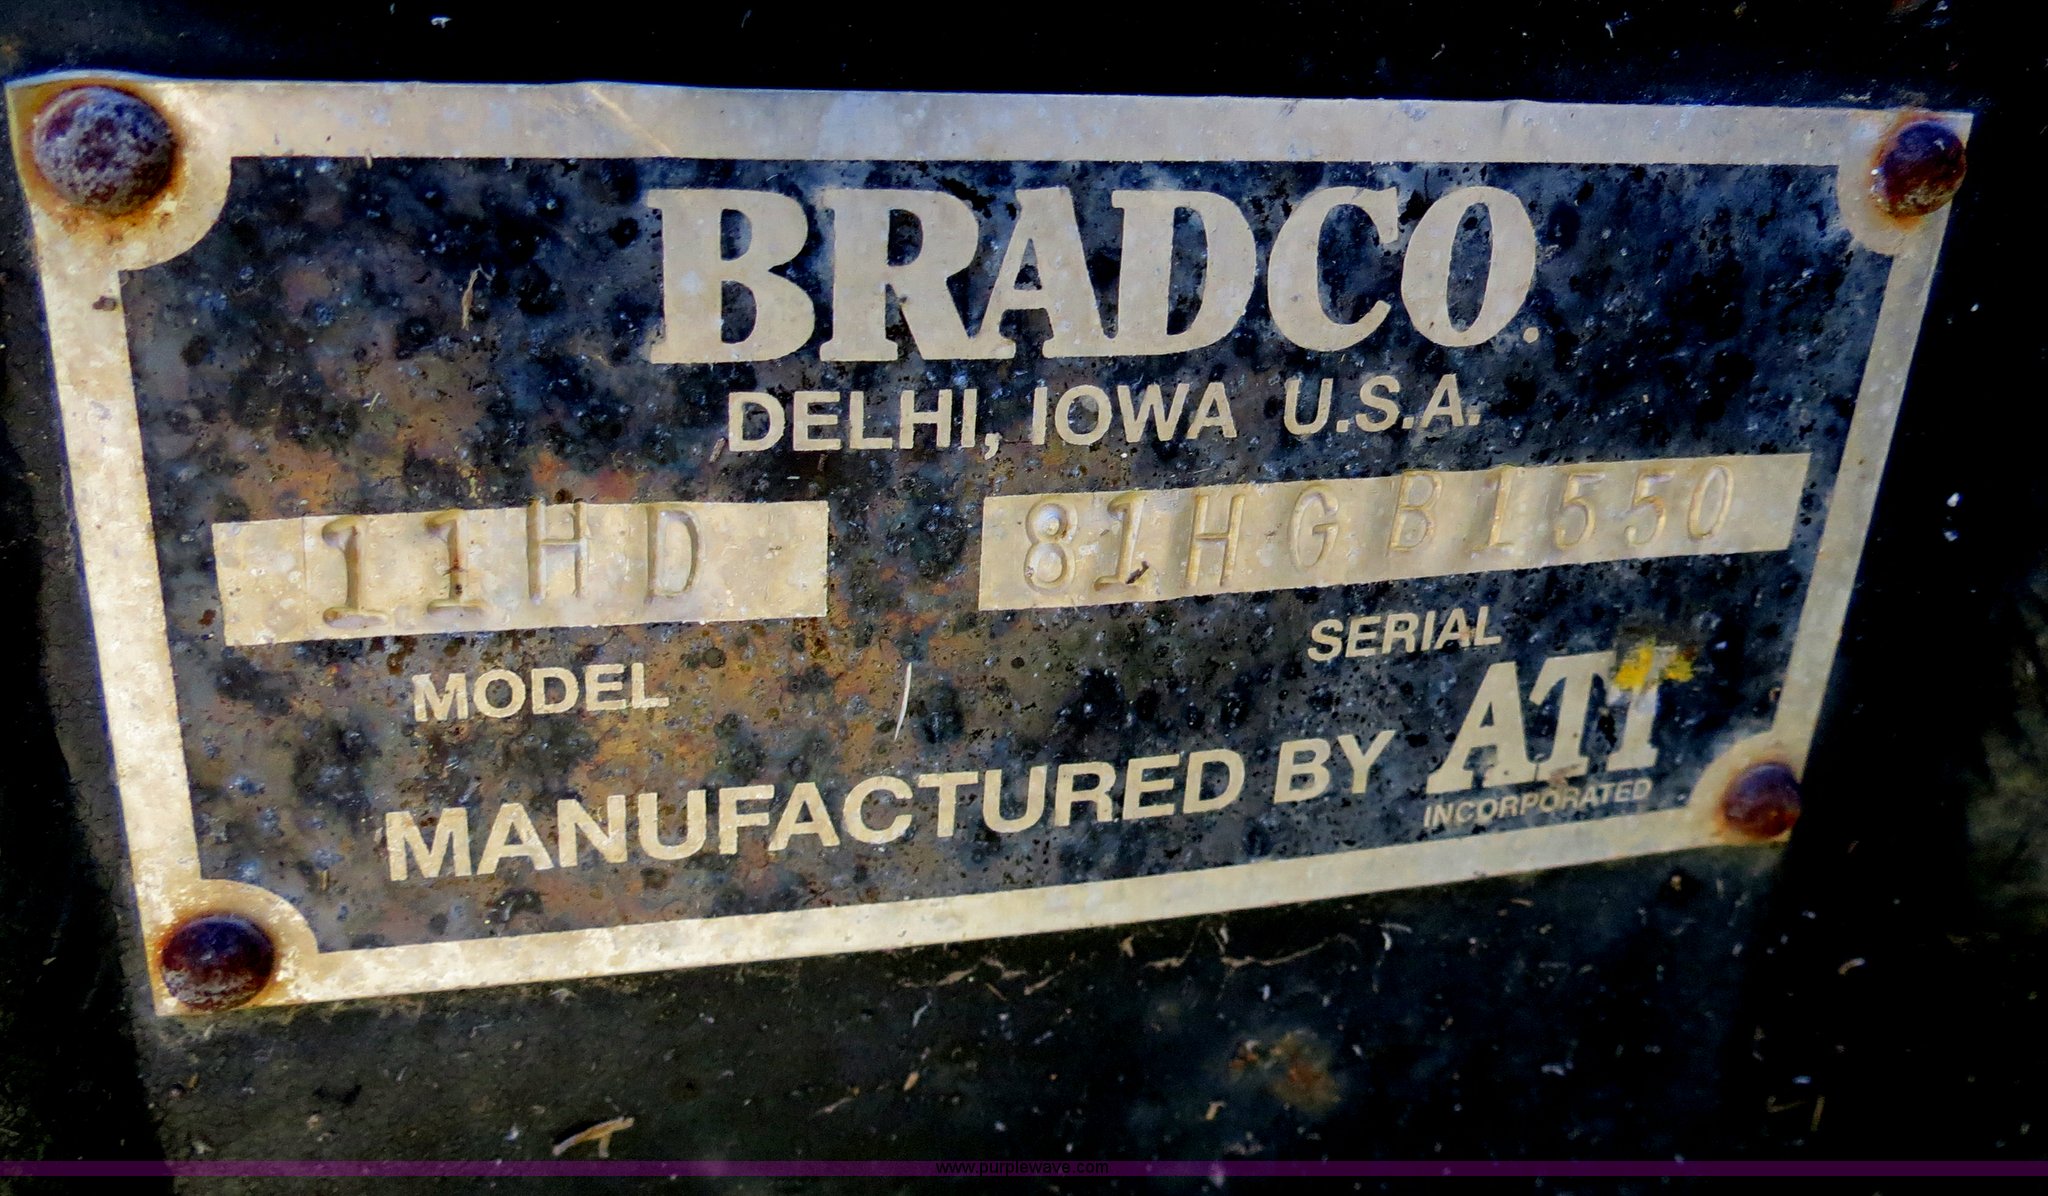 BRADCO.
DELHI, IOWA U.S.A.
11HD 81HGB1550
MODEL SERIAL
MANUFACTURED BY ATI
INCORPORATED
www.purplewave.com